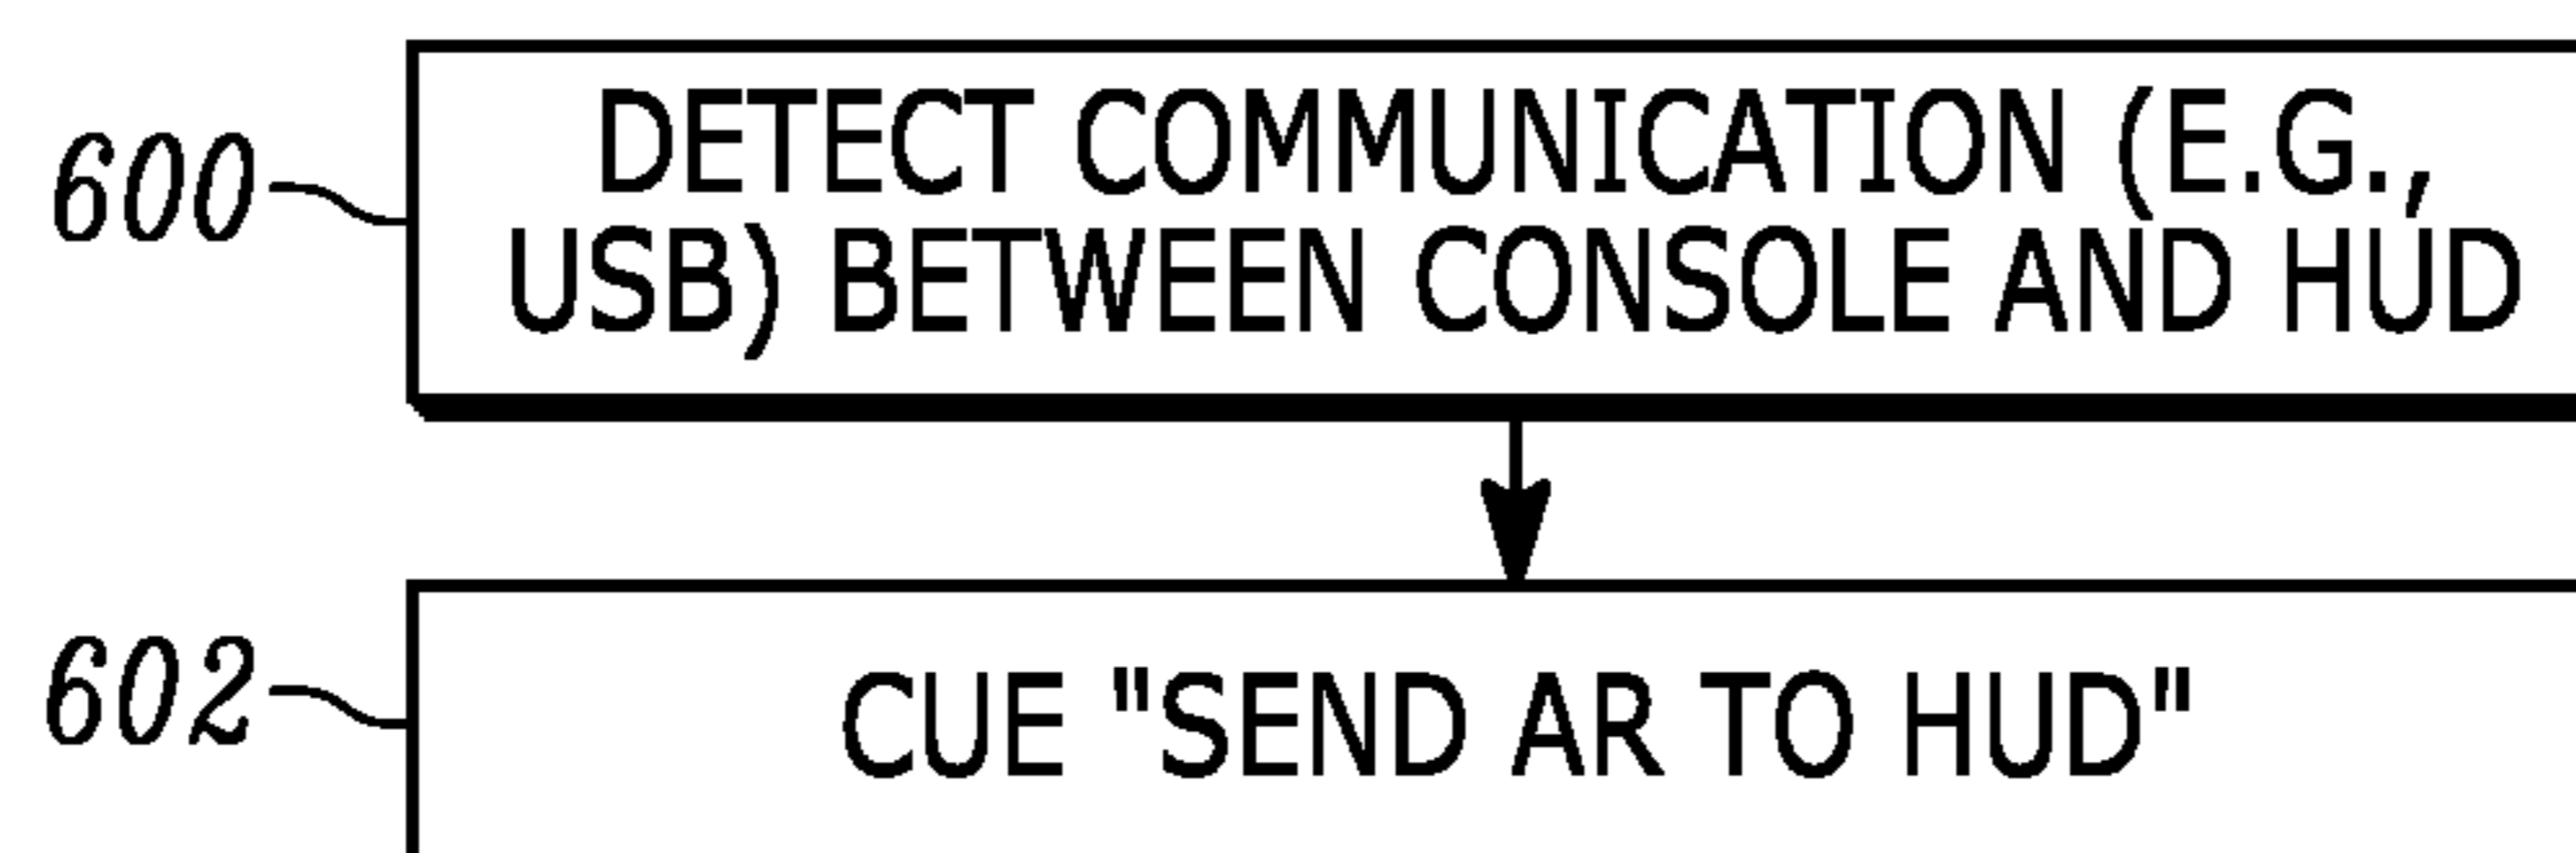 600
DETECT COMMUNICATION (E.G.,
USB) BETWEEN CONSOLE AND HUD
602
CUE "SEND AR TO HUD"